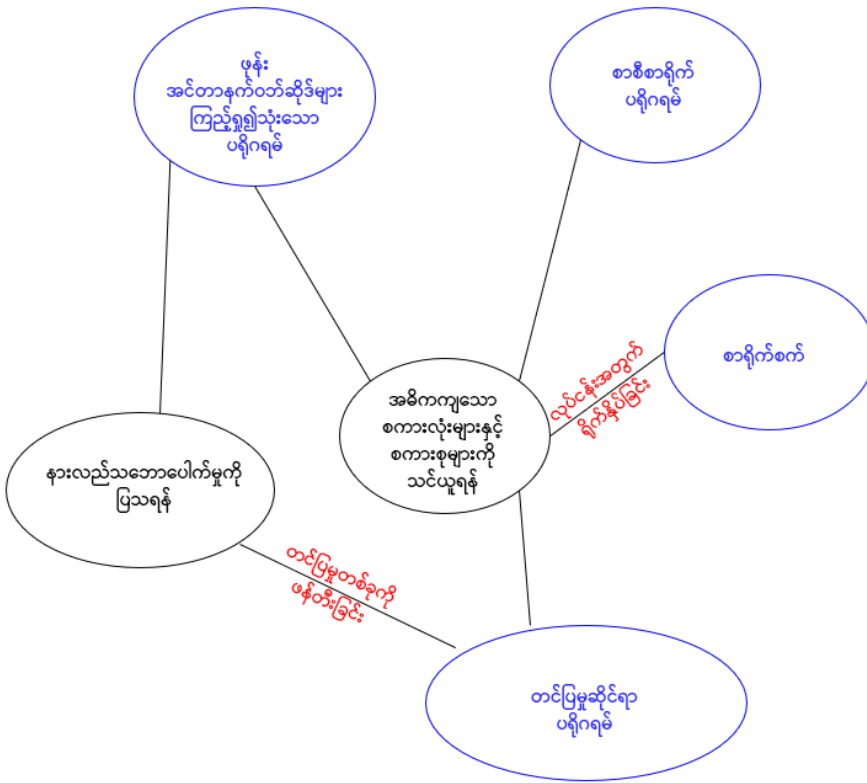 ဖုန်း
အင်တာနက်ဝဘ်ဆိုဒ်များ
ကြည့်ရှု၍သုံးသော
ပရိုဂရမ်
စာစီစာရိုက်
ပရိုဂရမ်
စာရိုက်စက်
လုပ်ငန်းအတွက်
ရိုက်နှိပ်ခြင်း
အဓိကကျသော
စကားလုံးများနှင့်
စကားစုများကို
သင်ယူရန်
နားလည်သဘောပေါက်မှုကို
ပြသရန်
တင်ပြမှုတစ်ခုကို
ဖန်တီးခြင်း
တင်ပြမှုဆိုင်ရာ
ပရိုဂရမ်